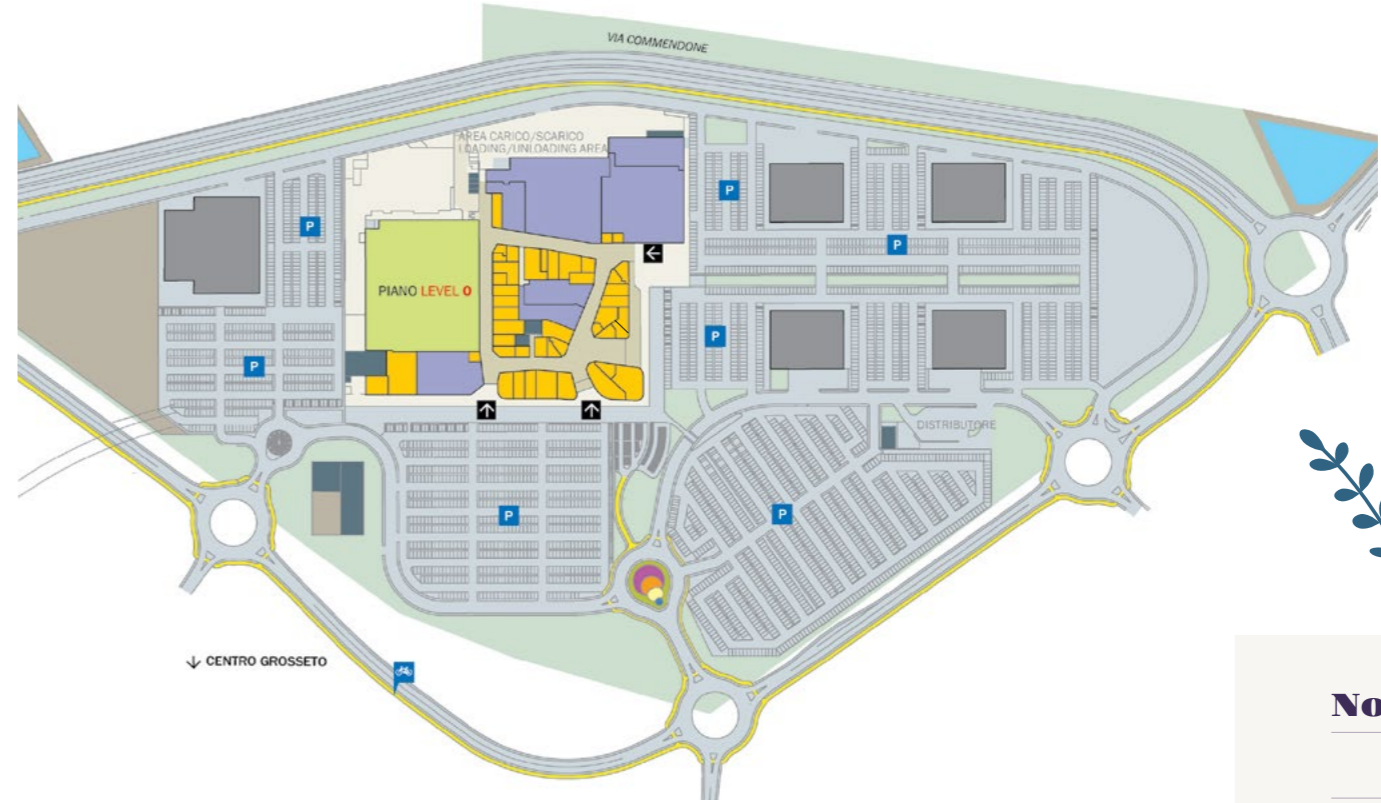 VIA COMMENDONE
AREA CARICO/SCARICO
LOADING/UNLOADING AREA
P
P
P
PIANO LEVEL 0
P
P
DISTRIBUTORE
P
P
CENTRO GROSSETO
No